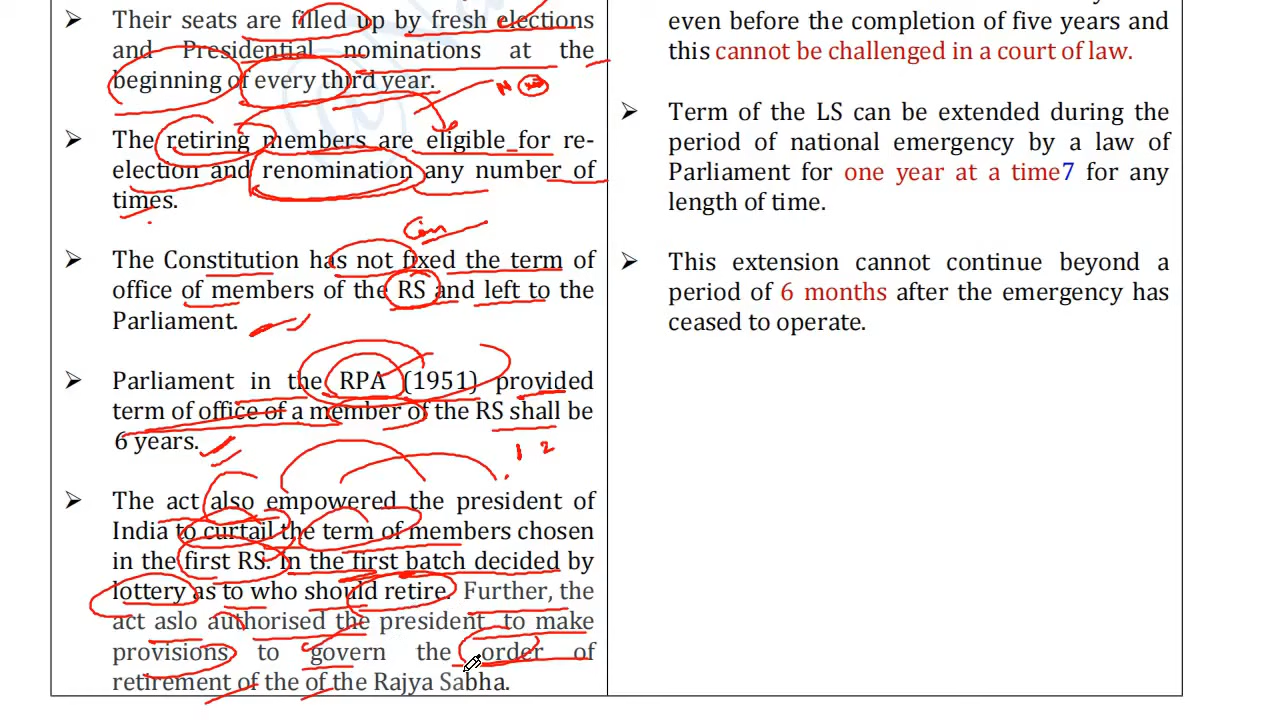 Their seats are filled up by fresh elections
and Presidential nominations at the
beginning of every third year.
The retiring members are eligible for re-
election and renomination any number of
times.
The Constitution has not fixed the term of
office of members of the RS and left to the
Parliament.
Parliament in the RPA (1951) provided
term of office of a member of the RS shall be
6 years.
1 2
The act also empowered the president of
India to curtail the term of members chosen
in the first RS. In the first batch decided by
lottery as to who should retire. Further, the
act aslo authorised the president to make
provisions to govern the order of
retirement of the of the Rajya Sabha.
even before the completion of five years and
this cannot be challenged in a court of law.
Term of the LS can be extended during the
period of national emergency by a law of
Parliament for one year at a time7 for any
length of time.
This extension cannot continue beyond a
period of 6 months after the emergency has
ceased to operate.